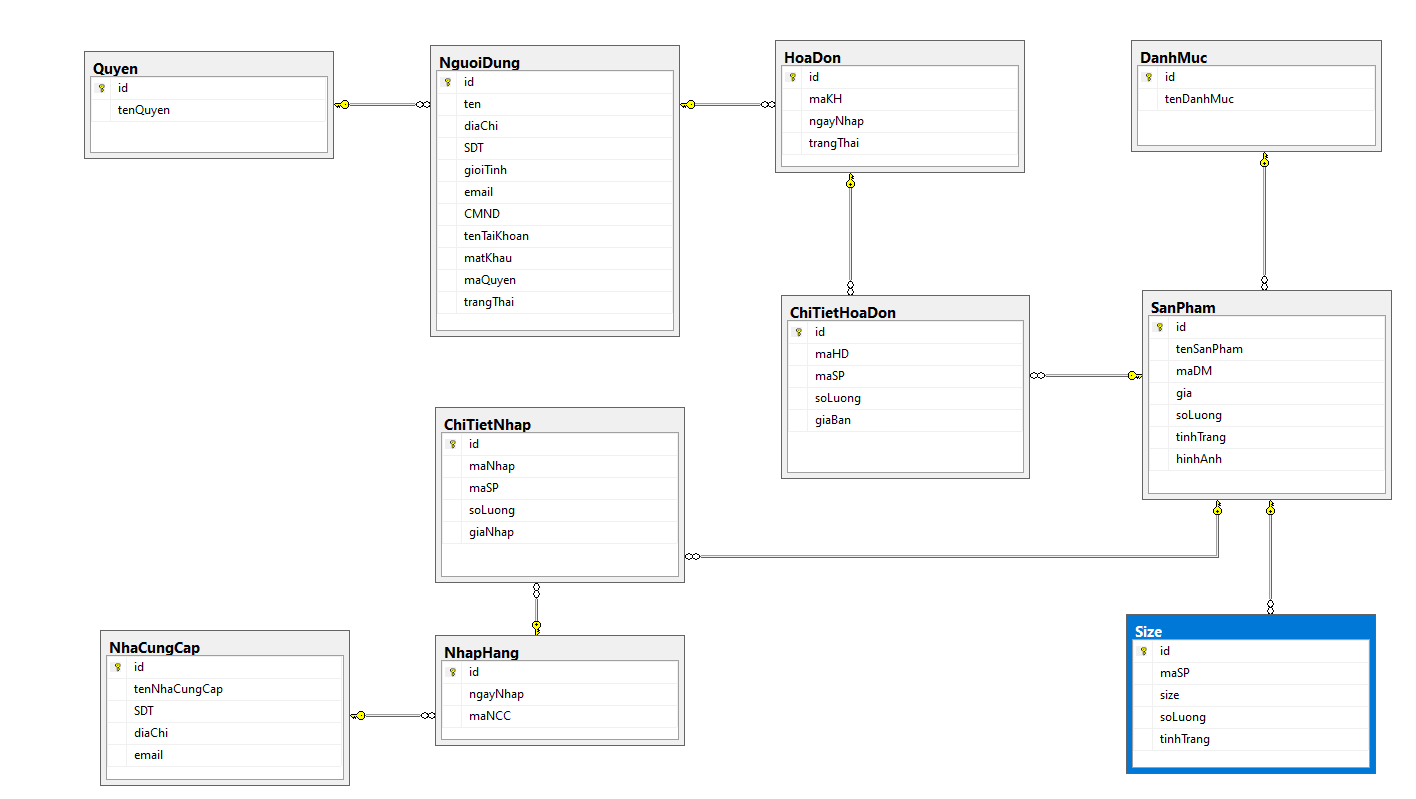 Quyen
id
tenQuyen
NguoiDung
id
ten
diaChi
SDT
gioiTinh
email
CMND
tenTaiKhoan
matKhau
maQuyen
trangThai
HoaDon
id
maKH
ngayNhap
trangThai
DanhMuc
id
tenDanhMuc
ChiTietHoaDon
id
maHD
maSP
soLuong
giaBan
SanPham
id
tenSanPham
maDM
gia
soLuong
tinhTrang
hinhAnh
ChiTietNhap
id
maNhap
maSP
soLuong
giaNhap
NhaCungCap
id
tenNhaCungCap
SDT
diaChi
email
NhapHang
id
ngayNhap
maNCC
Size
id
maSP
size
soLuong
tinhTrang